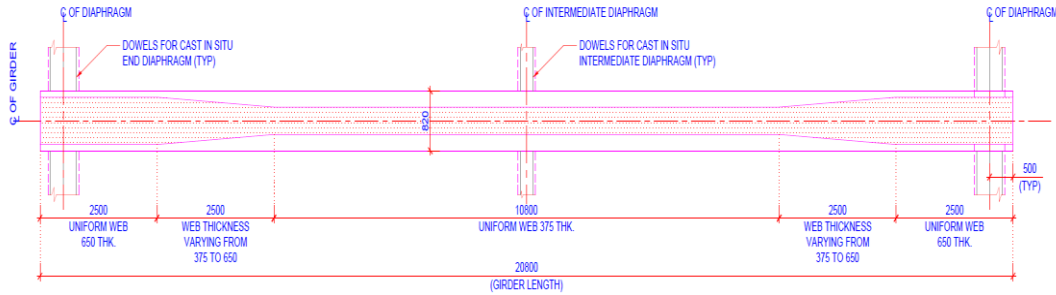 ℄ OF DIAPHRAGM
℄ OF INTERMEDIATE DIAPHRAGM
℄ OF DIAPHRAGM
DOWELS FOR CAST IN SITU
END DIAPHRAGM (TYP)
DOWELS FOR CAST IN SITU
INTERMEDIATE DIAPHRAGM (TYP)
℄ OF GIRDER
820
500
(TYP)
2500
UNIFORM WEB
650 THK.
2500
WEB THICKNESS
VARYING FROM
375 TO 650
10800
UNIFORM WEB 375 THK.
2500
WEB THICKNESS
VARYING FROM
375 TO 650
2500
UNIFORM WEB
650 THK.
20800
(GIRDER LENGTH)